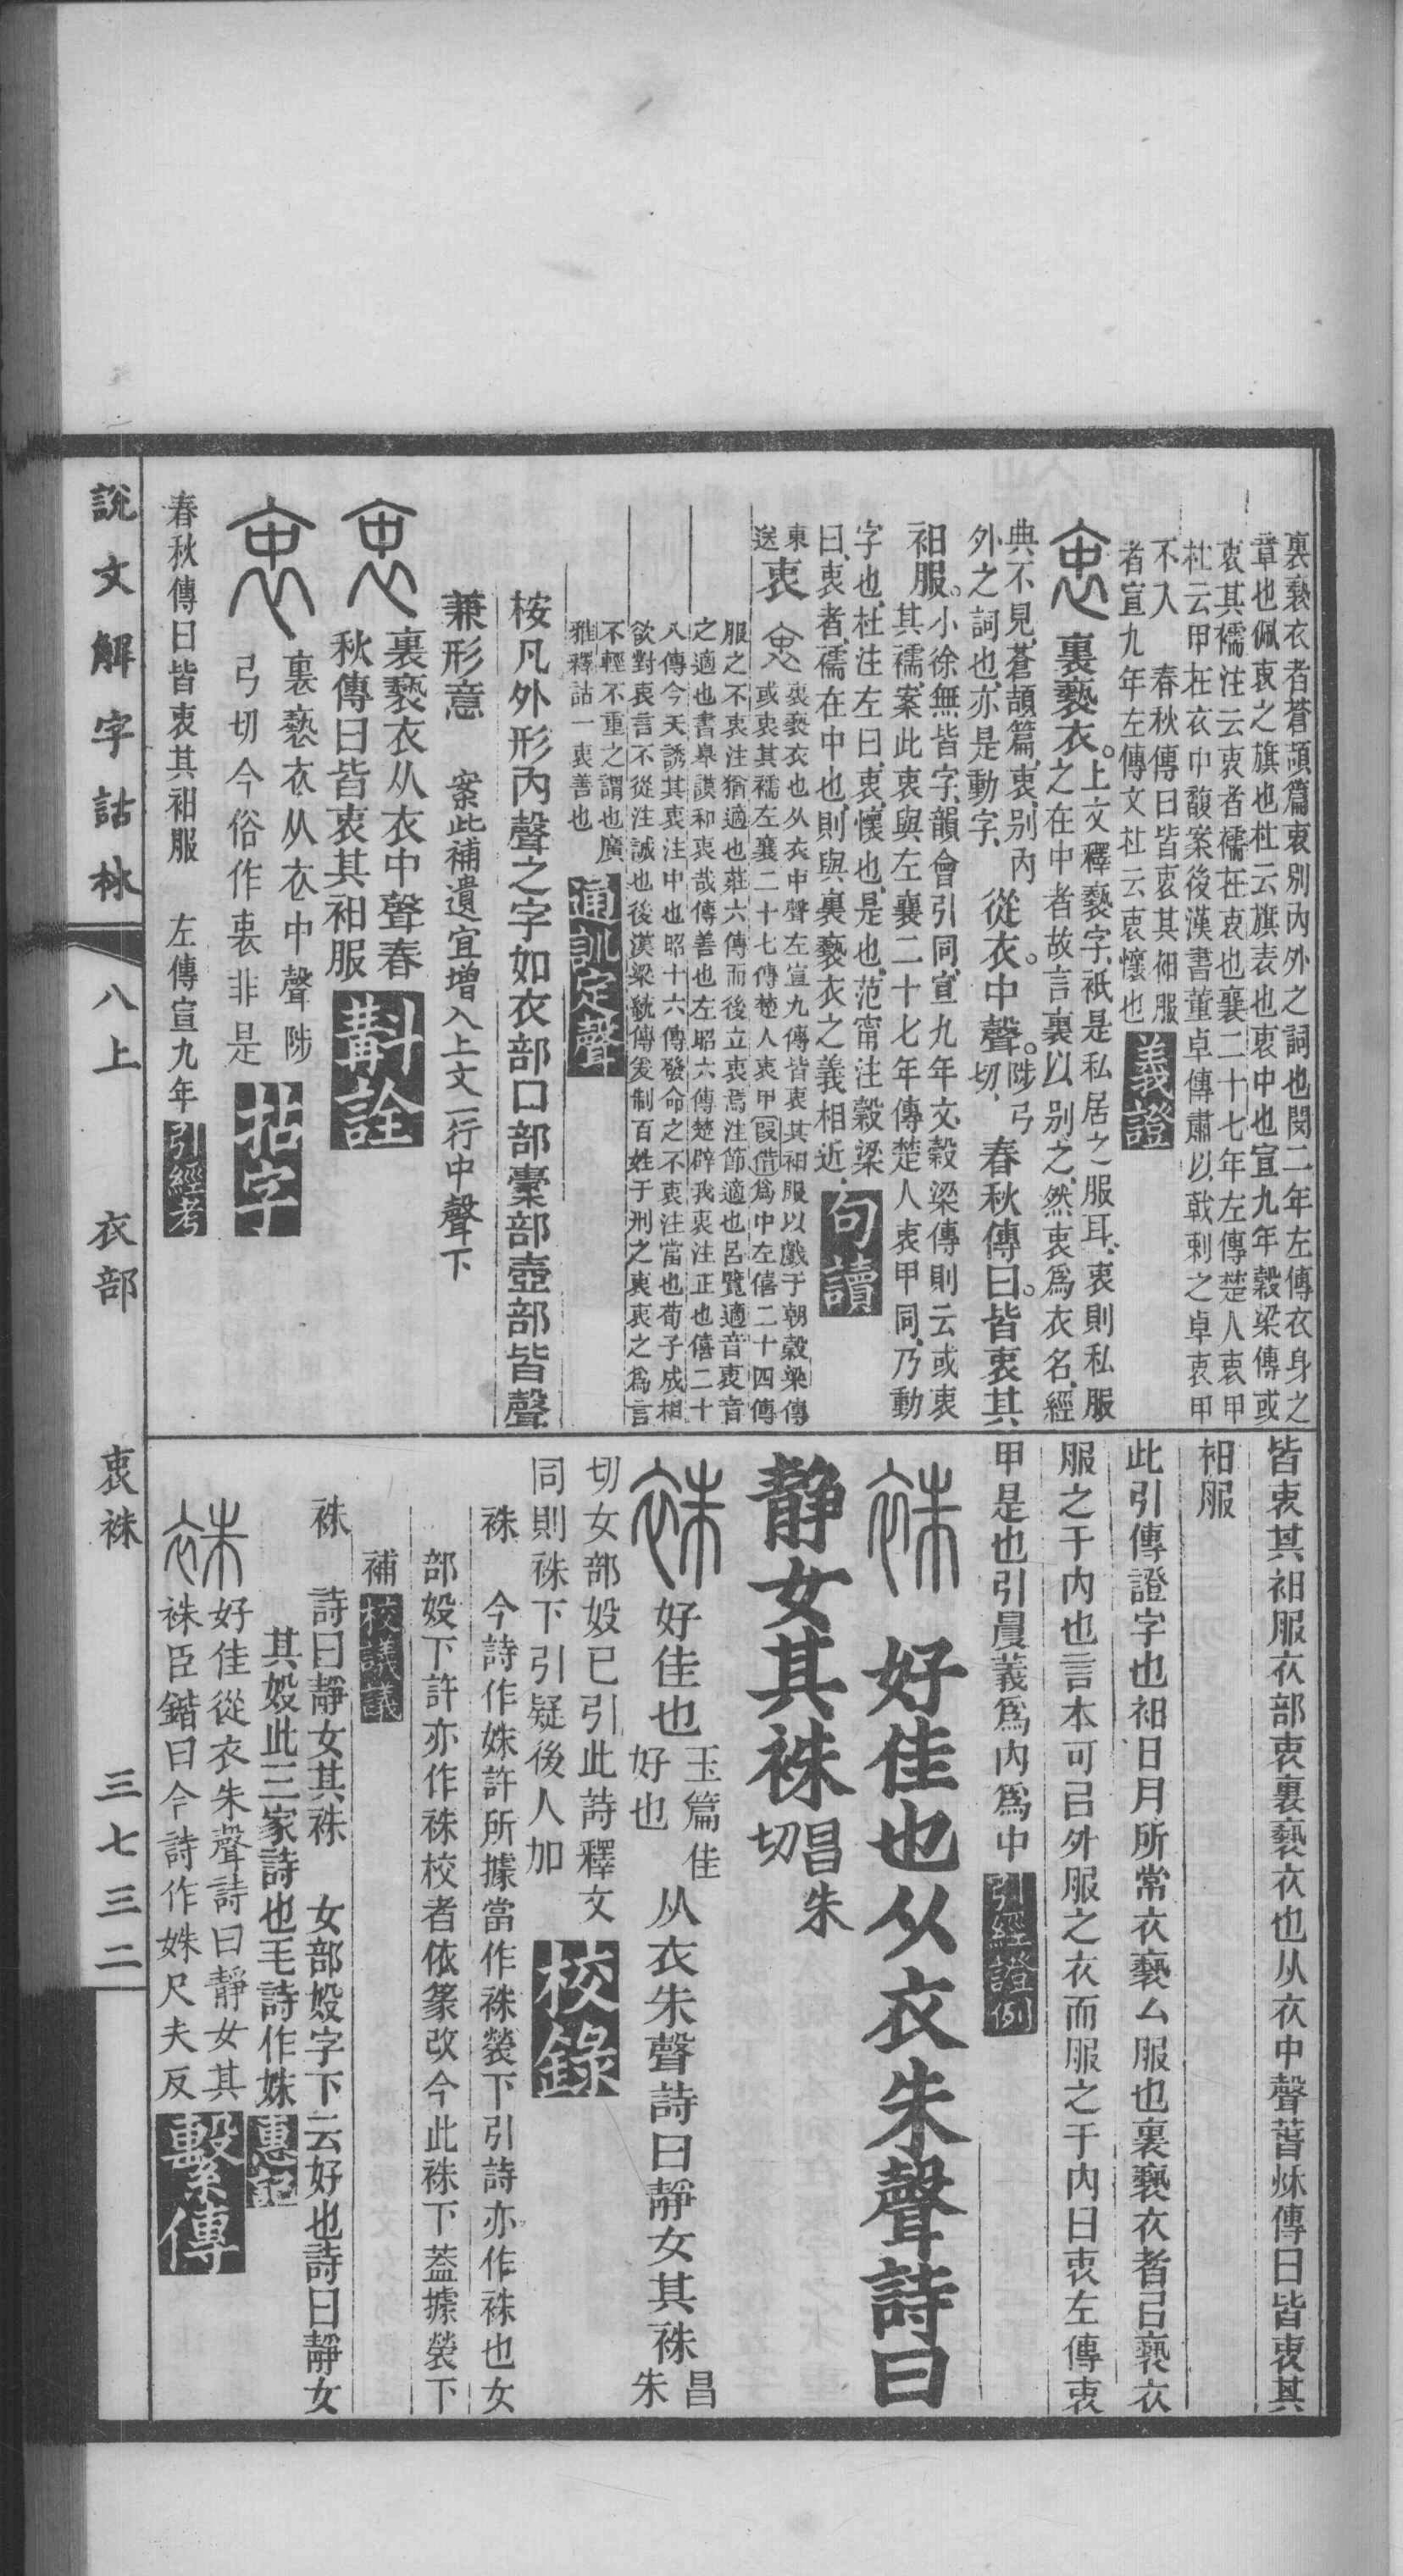 裏褻衣者蒼頡篇衷別內外之詞也閔二年左傳衣身之
章也佩衷之旗也杜云旗表也衷中也宣九年穀梁傳或
衷其襦注云衷者襦在衷也襄二十七年左傳楚人衷甲
杜云甲在衣中馥案後漢書董卓傳肅以戟刺之卓衷甲
不入　春秋傳曰皆衷其衵服
者宣九年左傳文杜云衷懷也
義證
裏褻衣。上文釋褻字、衹是私居之服耳、衷則私服
之在中者故言裏以別之、然衷爲衣名、經
典不見、蒼頡篇、衷、別內
外之詞也、亦是動字、
從衣。中聲。陟弓
切、
春秋傳曰。皆衷其
衵服。小徐無皆字、韻會引同、宣九年文、穀梁傳則云或衷
其襦、案此衷與左襄二十七年傳楚人衷甲同、乃動
字也、杜注左曰、衷、懷也、是也、范甯注穀梁
曰、衷者、襦在中也、則與裏褻衣之義相近、
句讀
東
送
衷
裏褻衣也从衣中聲左宣九傳皆衷其衵服以戲于朝穀梁傳
或衷其襦左襄二十七傳楚人衷甲叚借爲中左僖二十四傳
服之不衷注猶適也莊六傳而後立衷焉注節適也呂覽適音衷音
之適也書皋謨和衷哉傳善也左昭六傳楚辟我衷注正也僖二十
八傳今天誘其衷注中也昭十六傳發命之不衷注當也荀子成相
欲對衷言不從注誠也後漢梁統傳爰制百姓于刑之衷衷之爲言
不輕不重之謂也廣
雅釋詁一衷善也
通訓定聲
桉凡外形內聲之字如衣部口部橐部壺部皆聲
兼形意　案此補遺宜增入上文一行中聲下
裏褻衣从衣中聲春
秋傳曰皆衷其衵服
斠詮
裏褻衣从衣中聲陟
弓切今俗作裏非是
拈字
春秋傳曰皆衷其衵服　左傳宣九年
引經考
皆衷其衵服衣部衷裏褻衣也从衣中聲萅秌傳曰皆衷其
衵服
此引傳證字也衵日月所常衣褻厶服也裏褻衣者㠯褻衣
服之于內也言本可㠯外服之衣而服之于內曰衷左傳衷
甲是也引㬅義爲內爲中
引經證例
好佳也从衣朱聲詩曰
靜女其袾昌朱
切
好佳也玉篇佳
好也从衣朱聲詩曰靜女其袾昌
朱
切女部㚲已引此詩釋文
同則袾下引疑後人加
校錄
袾　今詩作姝許所據當作袾褮下引詩亦作袾也女
部㚲下許亦作袾校者依篆改今此袾下蓋據褮下
補
校議議
袾　詩曰靜女其袾　女部㚲字下云好也詩曰靜女
其㚲此三家詩也毛詩作姝
惠記
好佳從衣朱聲詩曰靜女其
袾臣鍇曰今詩作姝尺夫反
繫傳
說文解字詁林　八上　衣部　衷袾　三七三二